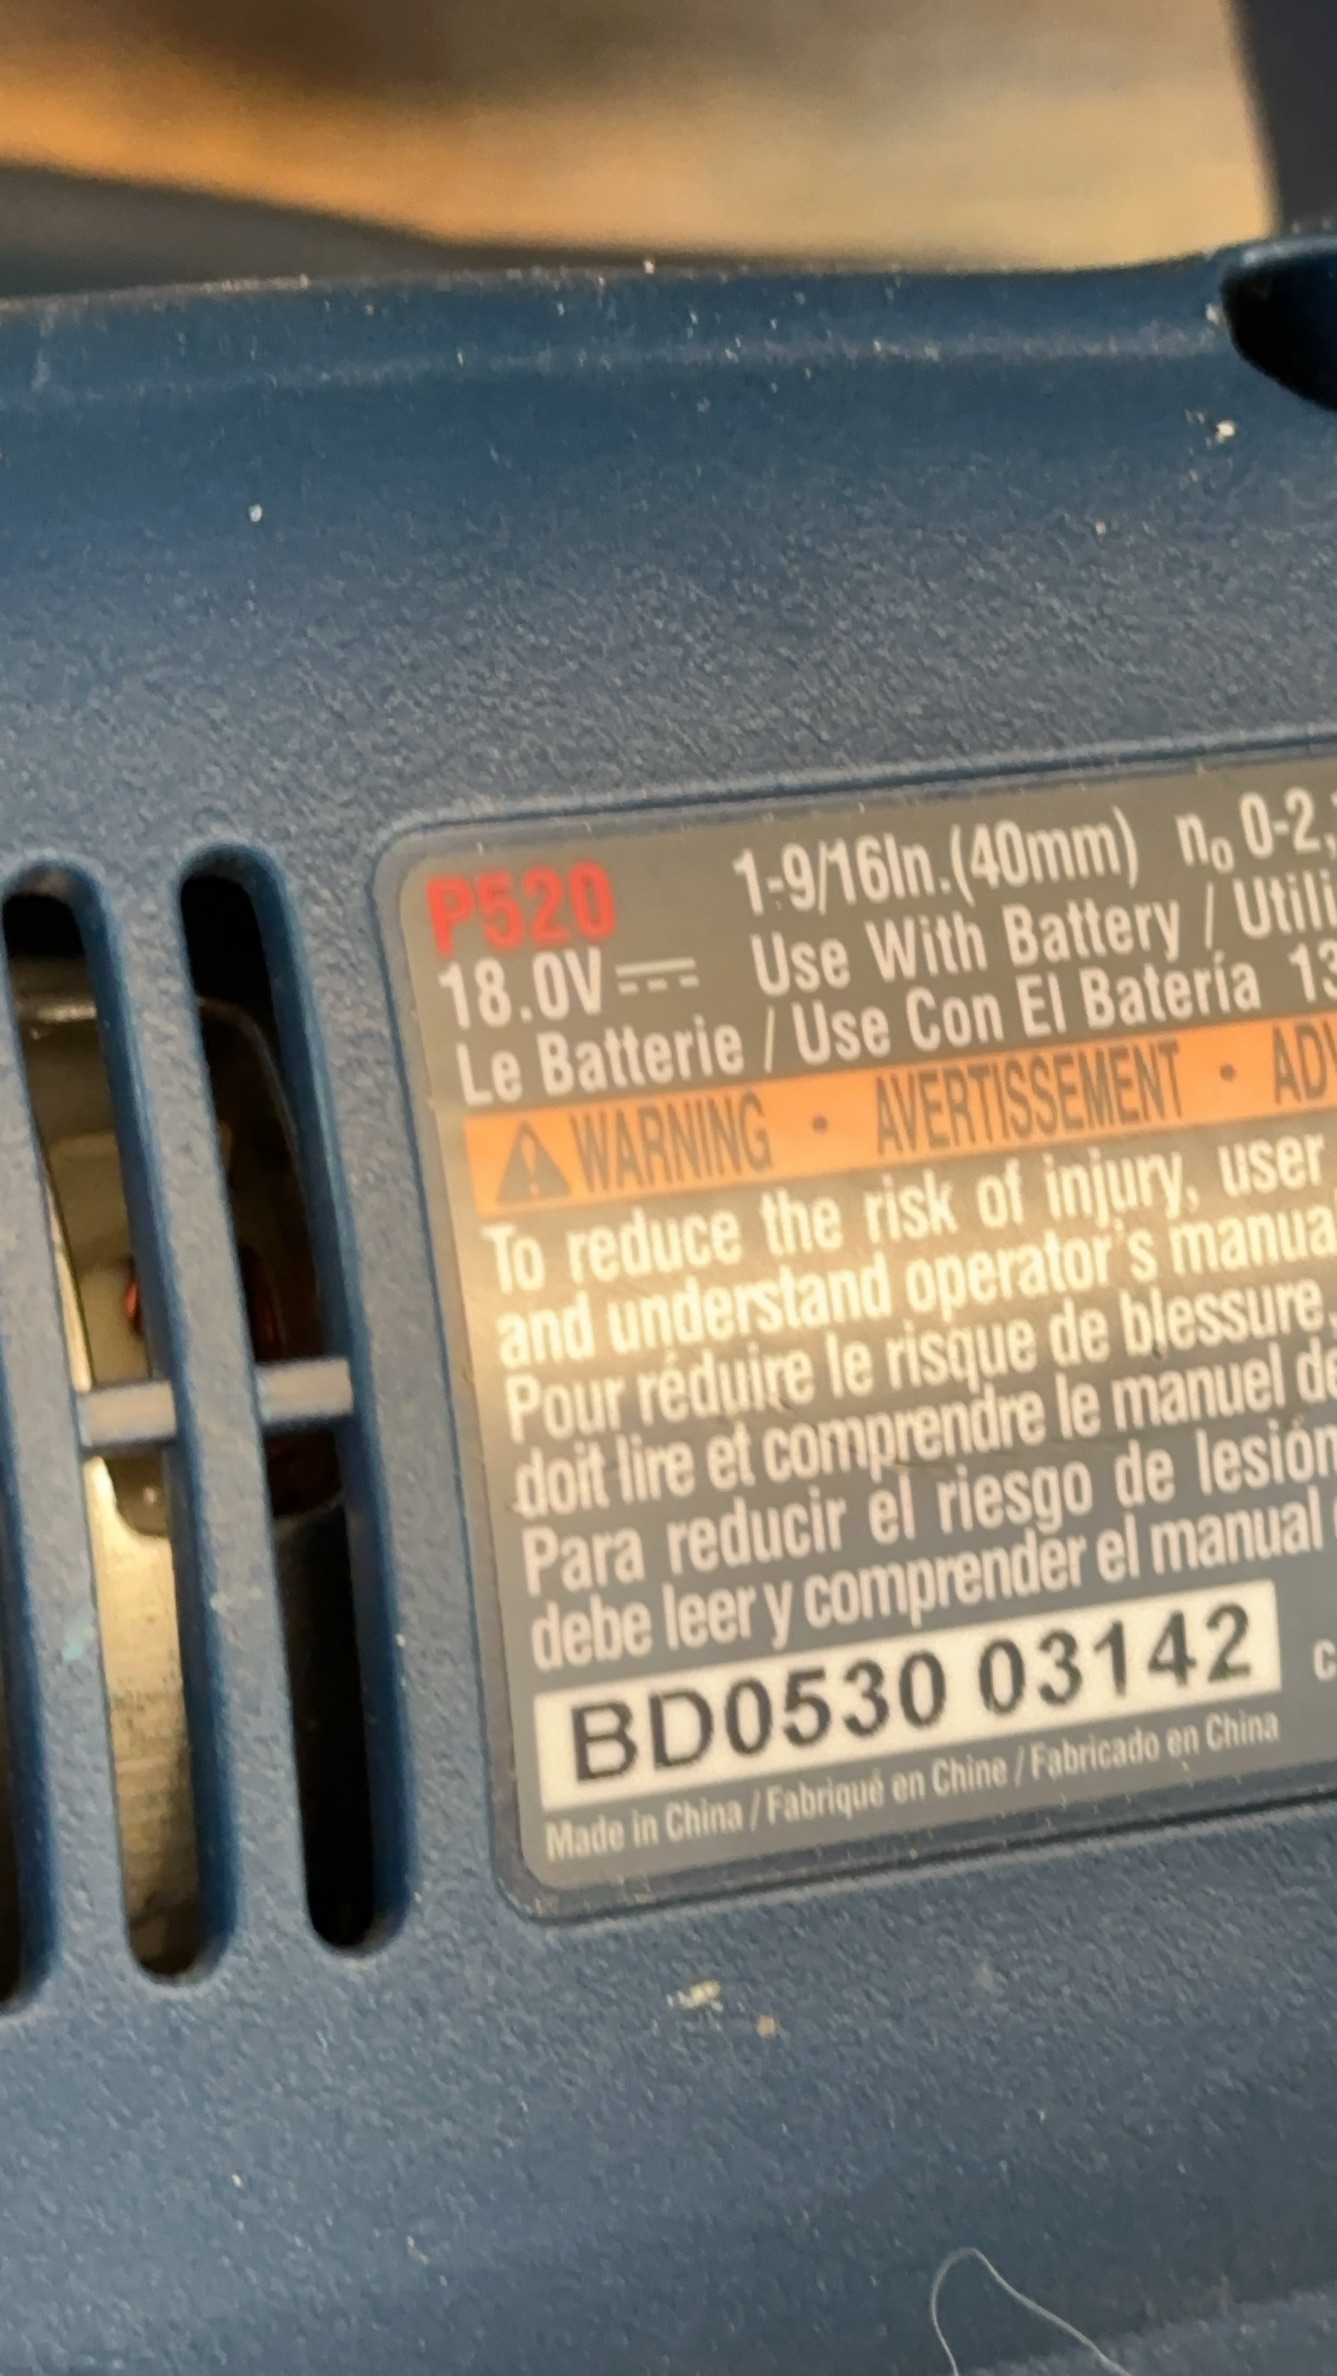 P520 1-9/16In.(40mm) n₀ 0-2,
18.0V Use With Battery / Utili
Le Batterie / Use Con El Batería 13
WARNING • AVERTISSEMENT •
To reduce the risk of injury, user
and understand operator's manual
Pour réduire le risque de blessure,
doit lire et comprendre le manuel de
Para reducir el riesgo de lesión
debe leer y comprender el manual
BD0530 03142
Made in China / Fabriqué en Chine / Fabricado en China